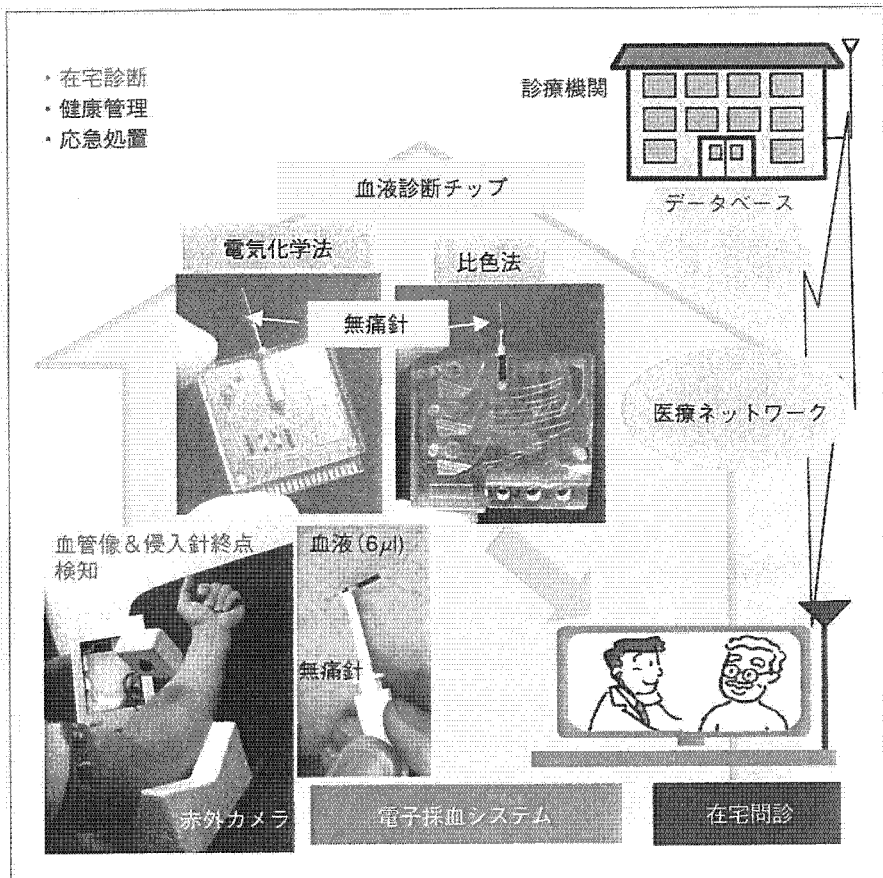 ・在宅診断
・健康管理
・応急処置
診療機関
データベース
血液診断チップ
電気化学法
比色法
無痛針
医療ネットワーク
血管像&侵入針終点
検知
血液(6μl)
無痛針
赤外カメラ
電子採血システム
在宅問診